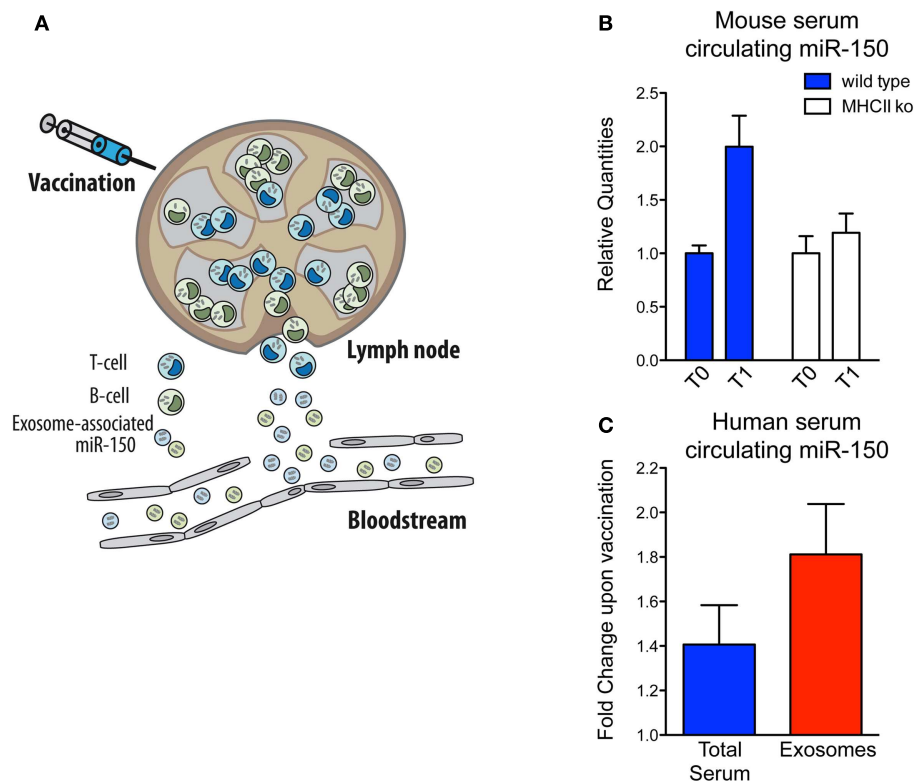 A
Vaccination
Lymph node
T-cell
B-cell
Exosome-associated
miR-150
Bloodstream
B
Mouse serum
circulating miR-150
wild type
MHCII ko
Relative Quantities
2.5
2.0
1.5
1.0
0.5
0.0
T0
T1
T0
T1
C
Human serum
circulating miR-150
Fold Change upon vaccination
2.2
2.0
1.8
1.6
1.4
1.2
1.0
Total
Serum
Exosomes